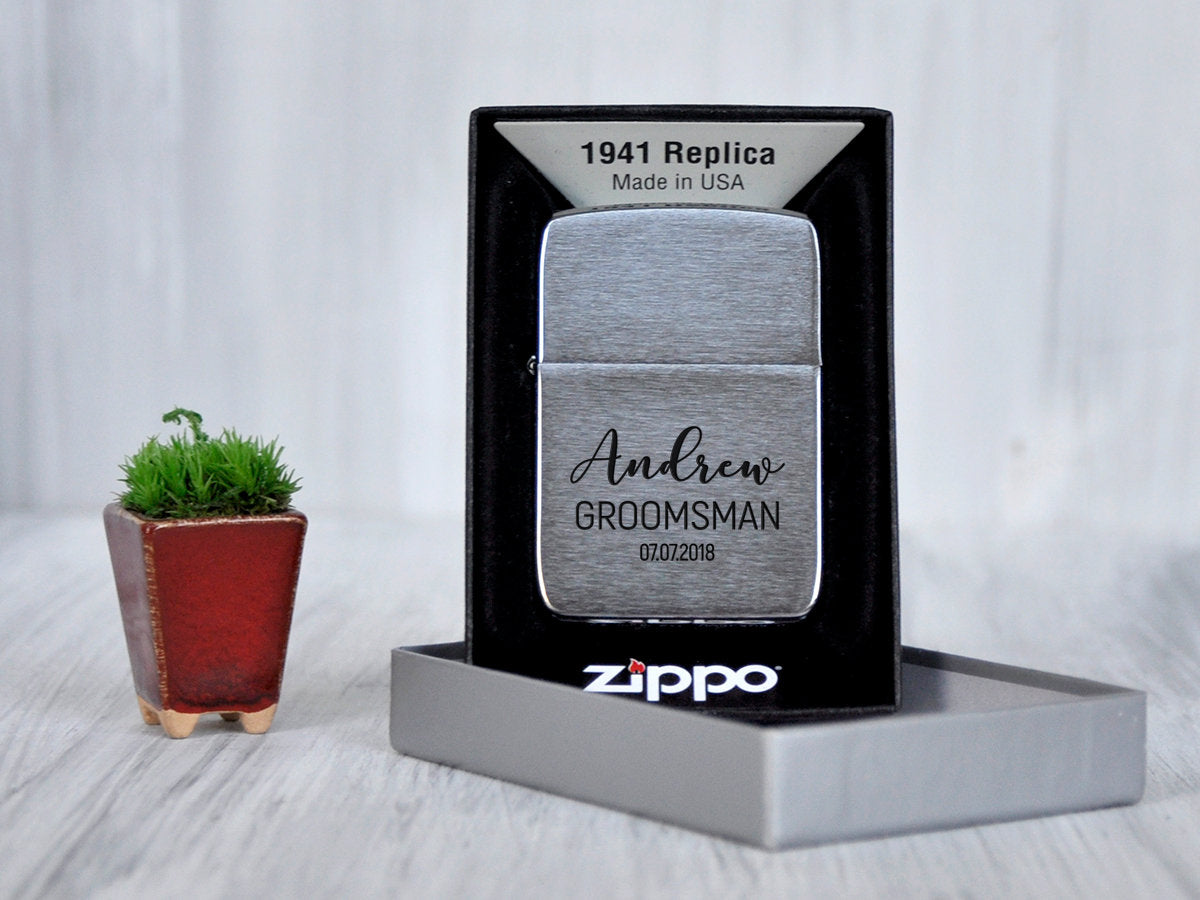 1941 Replica
Made in USA
Andrew
GROOMSMAN
07.07.2018
zippo